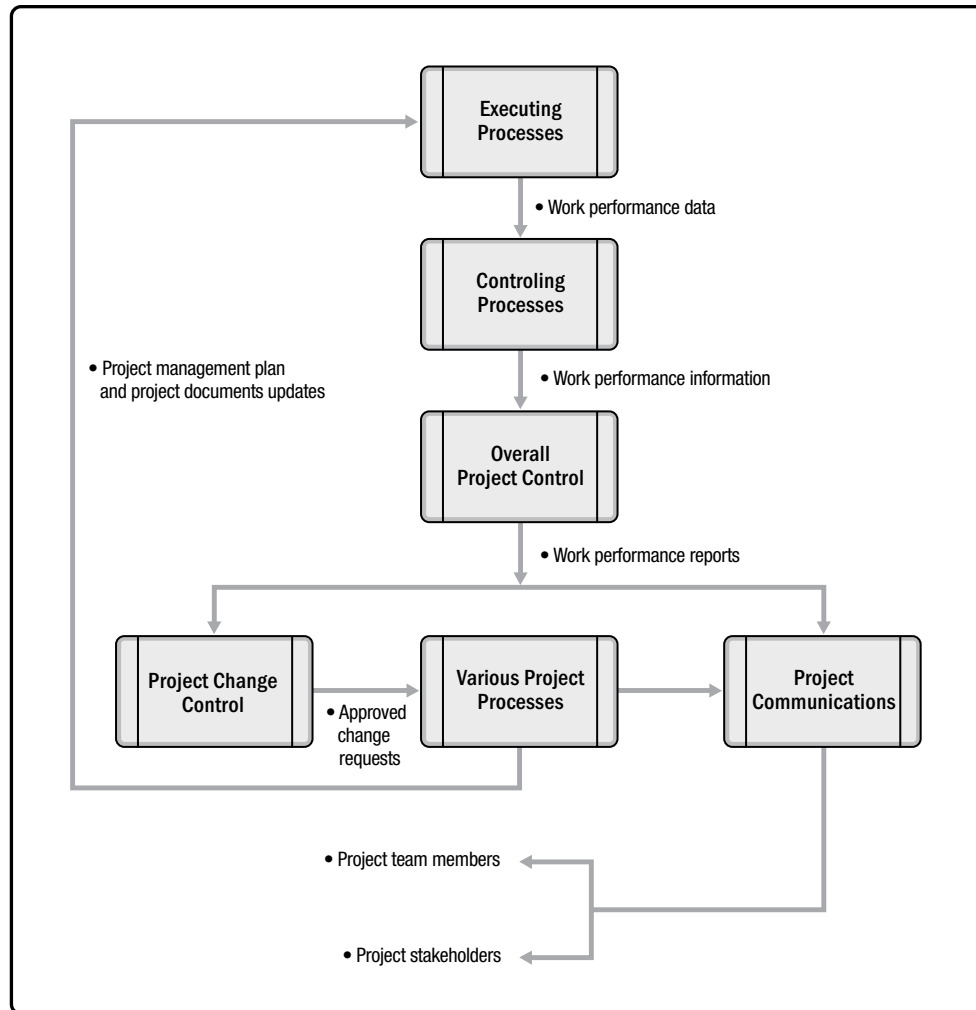 Executing
Processes
• Work performance data
Controling
Processes
• Project management plan
and project documents updates
• Work performance information
Overall
Project Control
• Work performance reports
Project Change
Control
• Approved
change
requests
Various Project
Processes
Project
Communications
• Project team members
• Project stakeholders